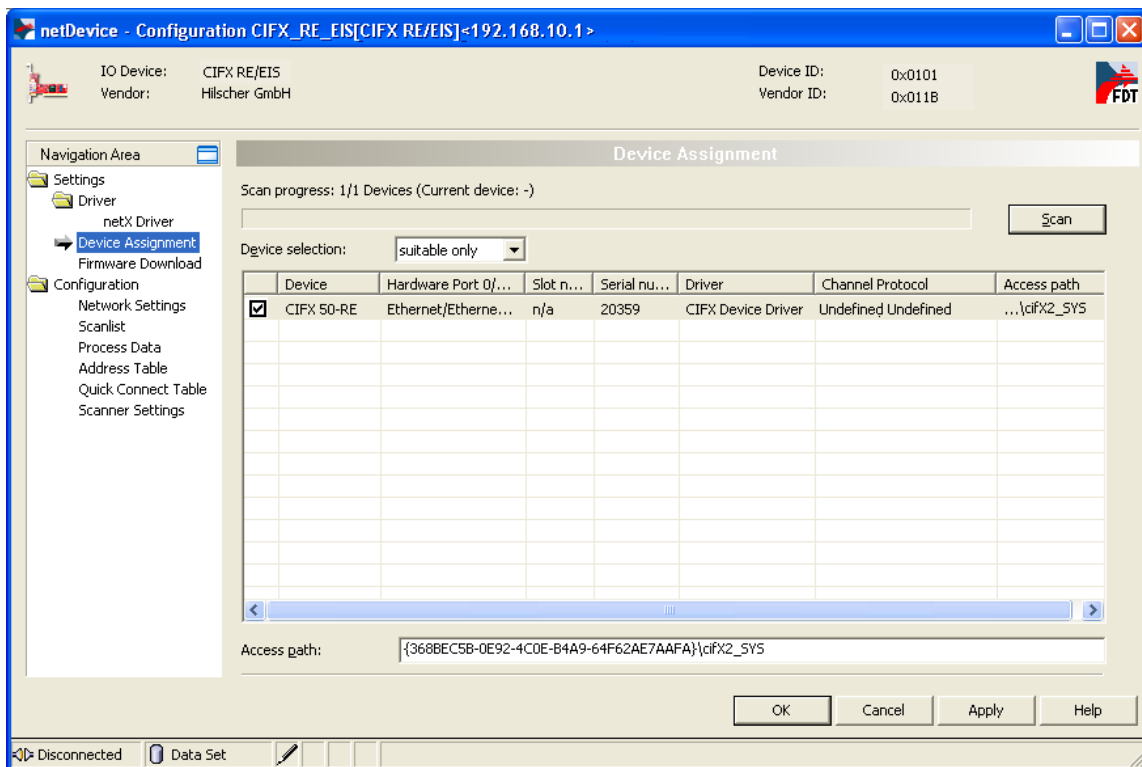 netDevice - Configuration CIFX_RE_EIS[CIFX RE/EIS]<192.168.10.1>
IO Device: CIFX RE/EIS Device ID: 0x0101
Vendor: Hilscher GmbH Vendor ID: 0x011B
FDT
Navigation Area
Settings
Driver
netX Driver
Device Assignment
Firmware Download
Configuration
Network Settings
Scanlist
Process Data
Address Table
Quick Connect Table
Scanner Settings
Device Assignment
Scan progress: 1/1 Devices (Current device: -)
Scan
Device selection: suitable only
Device Hardware Port 0/... Slot n... Serial nu... Driver Channel Protocol Access path
CIFX 50-RE Ethernet/Etherne... n/a 20359 CIFX Device Driver Undefined Undefined ...\cifX2_SYS
Access path: {368BEC5B-0E92-4C0E-B4A9-64F62AE7AAFA}\cifX2_SYS
OK Cancel Apply Help
Disconnected Data Set